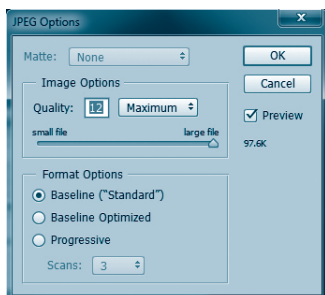 JPEG Options
x
Matte: None
OK
Image Options
Cancel
Quality: 12 Maximum
Preview
small file large file
97.6K
Format Options
Baseline ("Standard")
Baseline Optimized
Progressive
Scans: 3